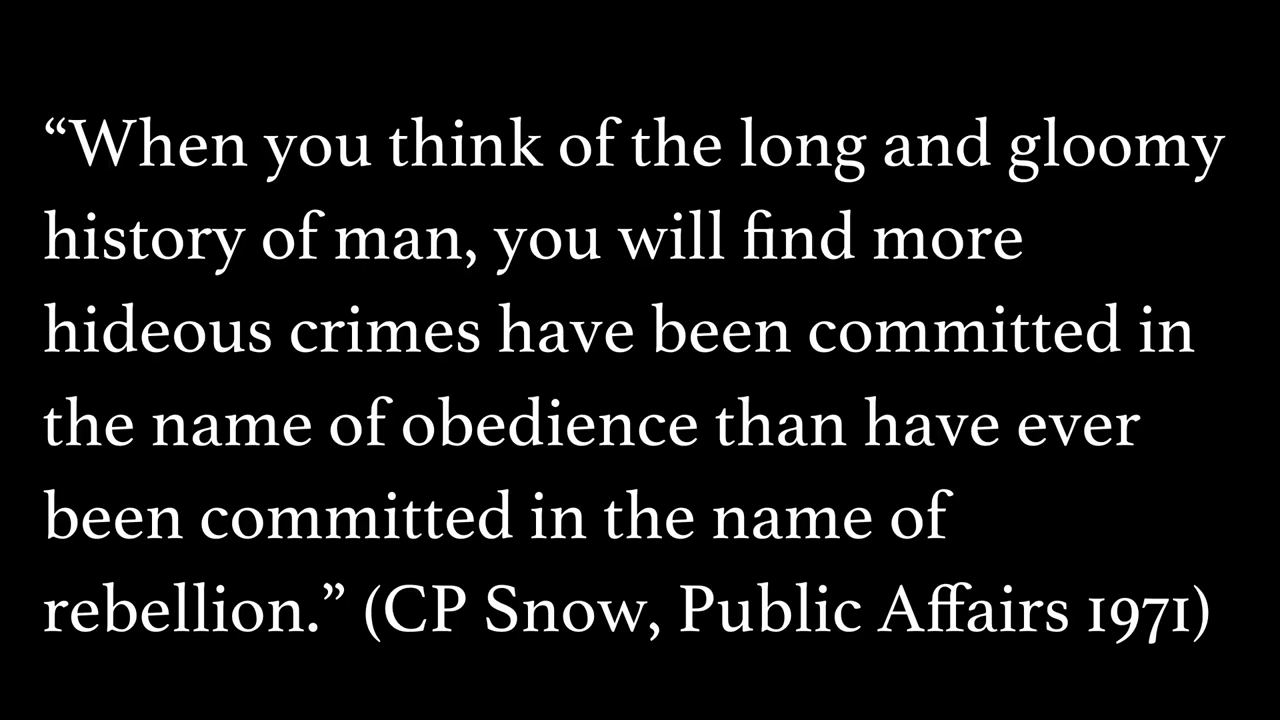 “When you think of the long and gloomy
history of man, you will find more
hideous crimes have been committed in
the name of obedience than have ever
been committed in the name of
rebellion.” (CP Snow, Public Affairs 1971)